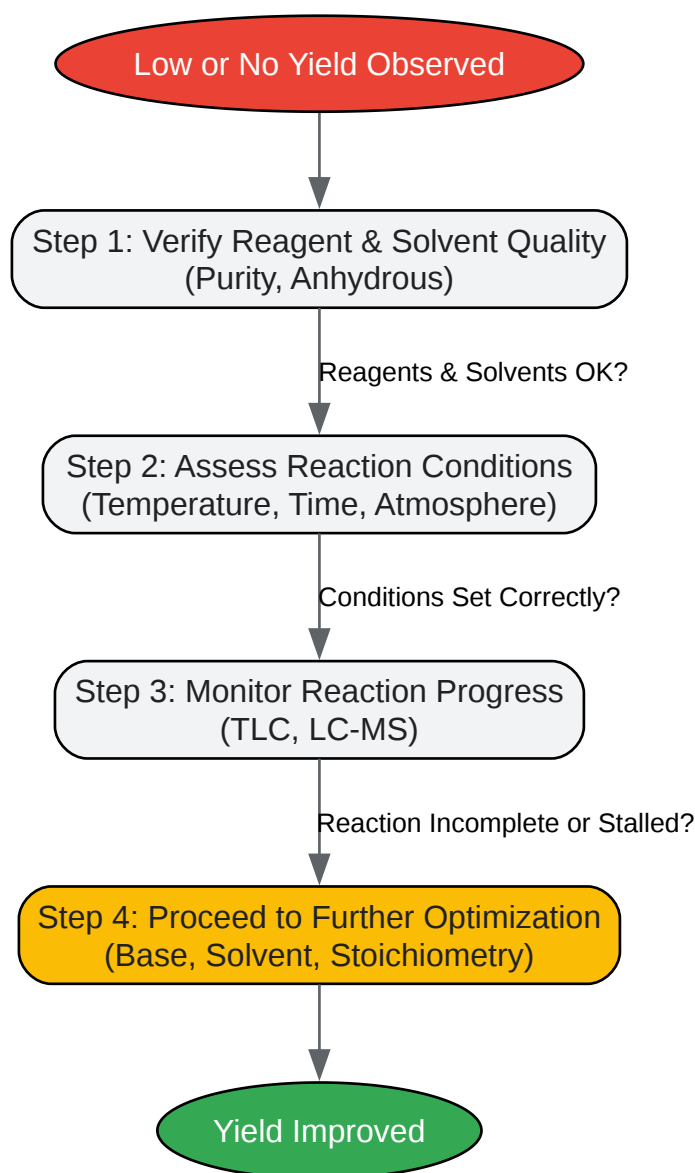 Low or No Yield Observed
Step 1: Verify Reagent & Solvent Quality
(Purity, Anhydrous)
Reagents & Solvents OK?
Step 2: Assess Reaction Conditions
(Temperature, Time, Atmosphere)
Conditions Set Correctly?
Step 3: Monitor Reaction Progress
(TLC, LC-MS)
Reaction Incomplete or Stalled?
Step 4: Proceed to Further Optimization
(Base, Solvent, Stoichiometry)
Yield Improved